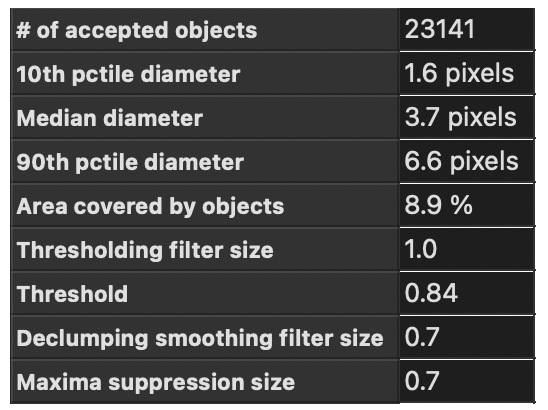 # of accepted objects 23141
10th pctile diameter 1.6 pixels
Median diameter 3.7 pixels
90th pctile diameter 6.6 pixels
Area covered by objects 8.9 %
Thresholding filter size 1.0
Threshold 0.84
Declumping smoothing filter size 0.7
Maxima suppression size 0.7